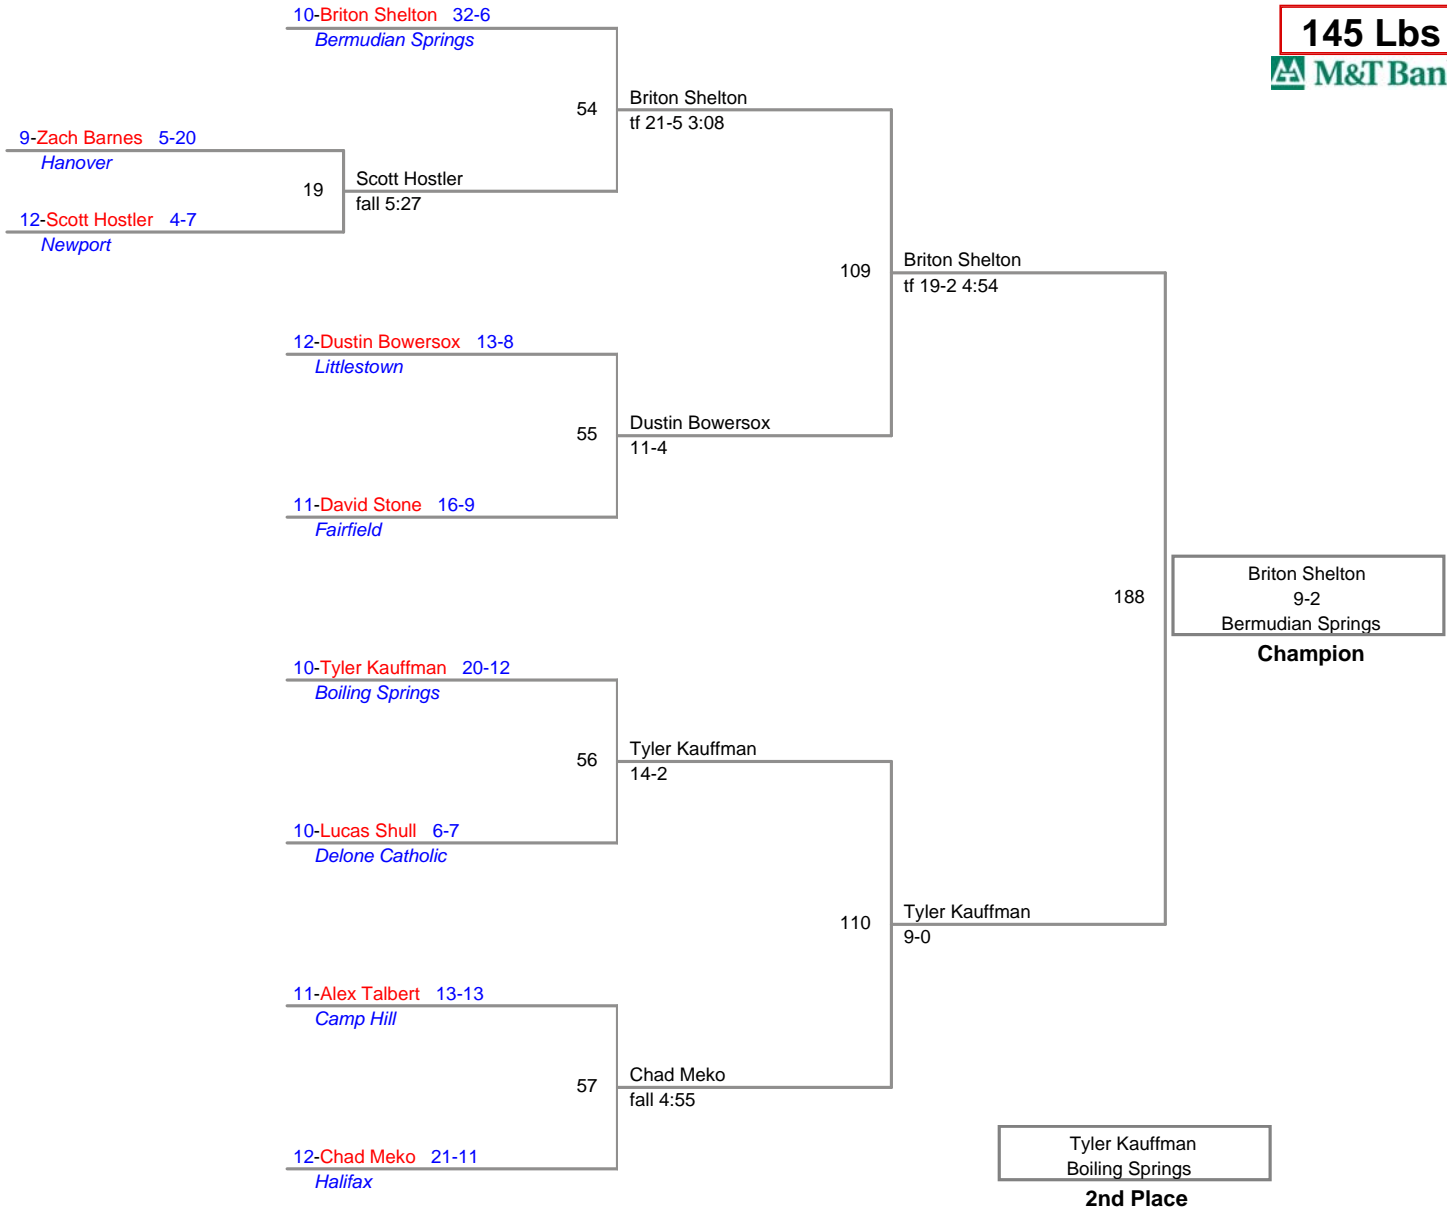 10-Briton Shelton 32-6
Bermudian Springs
145 Lbs
M&T Ban
54
Briton Shelton
tf 21-5 3:08
9-Zach Barnes 5-20
Hanover
19
Scott Hostler
fall 5:27
12-Scott Hostler 4-7
Newport
109
Briton Shelton
tf 19-2 4:54
12-Dustin Bowersox 13-8
Littlestown
55
Dustin Bowersox
11-4
11-David Stone 16-9
Fairfield
188
Briton Shelton
9-2
Bermudian Springs
Champion
10-Tyler Kauffman 20-12
Boiling Springs
56
Tyler Kauffman
14-2
10-Lucas Shull 6-7
Delone Catholic
110
Tyler Kauffman
9-0
11-Alex Talbert 13-13
Camp Hill
57
Chad Meko
fall 4:55
12-Chad Meko 21-11
Halifax
Tyler Kauffman
Boiling Springs
2nd Place